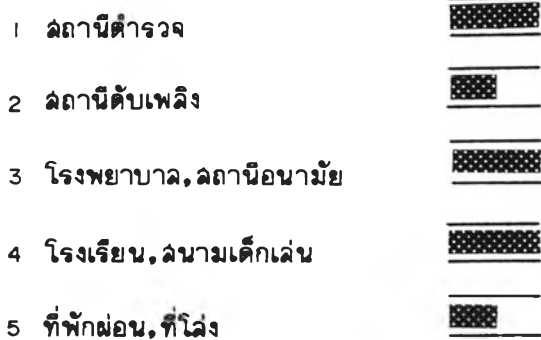 1 สถานีตำรวจ
2 สถานีดับเพลิง
3 โรงพยาบาล,สถานีอนามัย
4 โรงเรียน,สนามเด็กเล่น
5 ที่พักผ่อน,ที่โล่ง